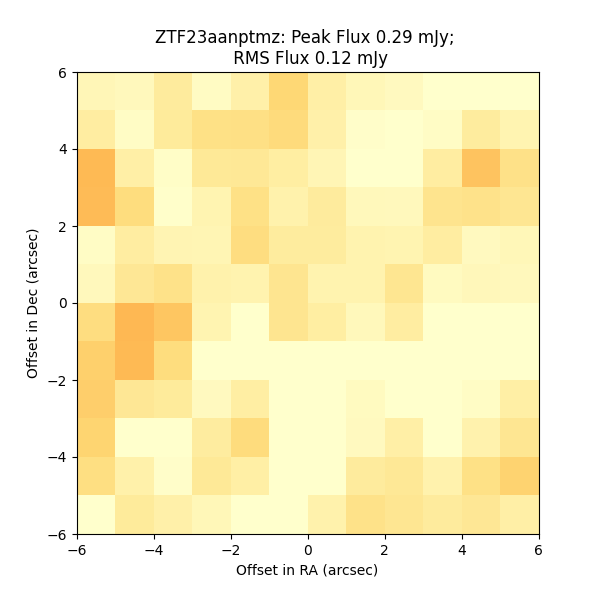 ZTF23aanptmz: Peak Flux 0.29 mJy;
RMS Flux 0.12 mJy
6
4
2
0
−2
−4
−6
Offset in Dec (arcsec)
−6 −4 −2 0 2 4 6
Offset in RA (arcsec)